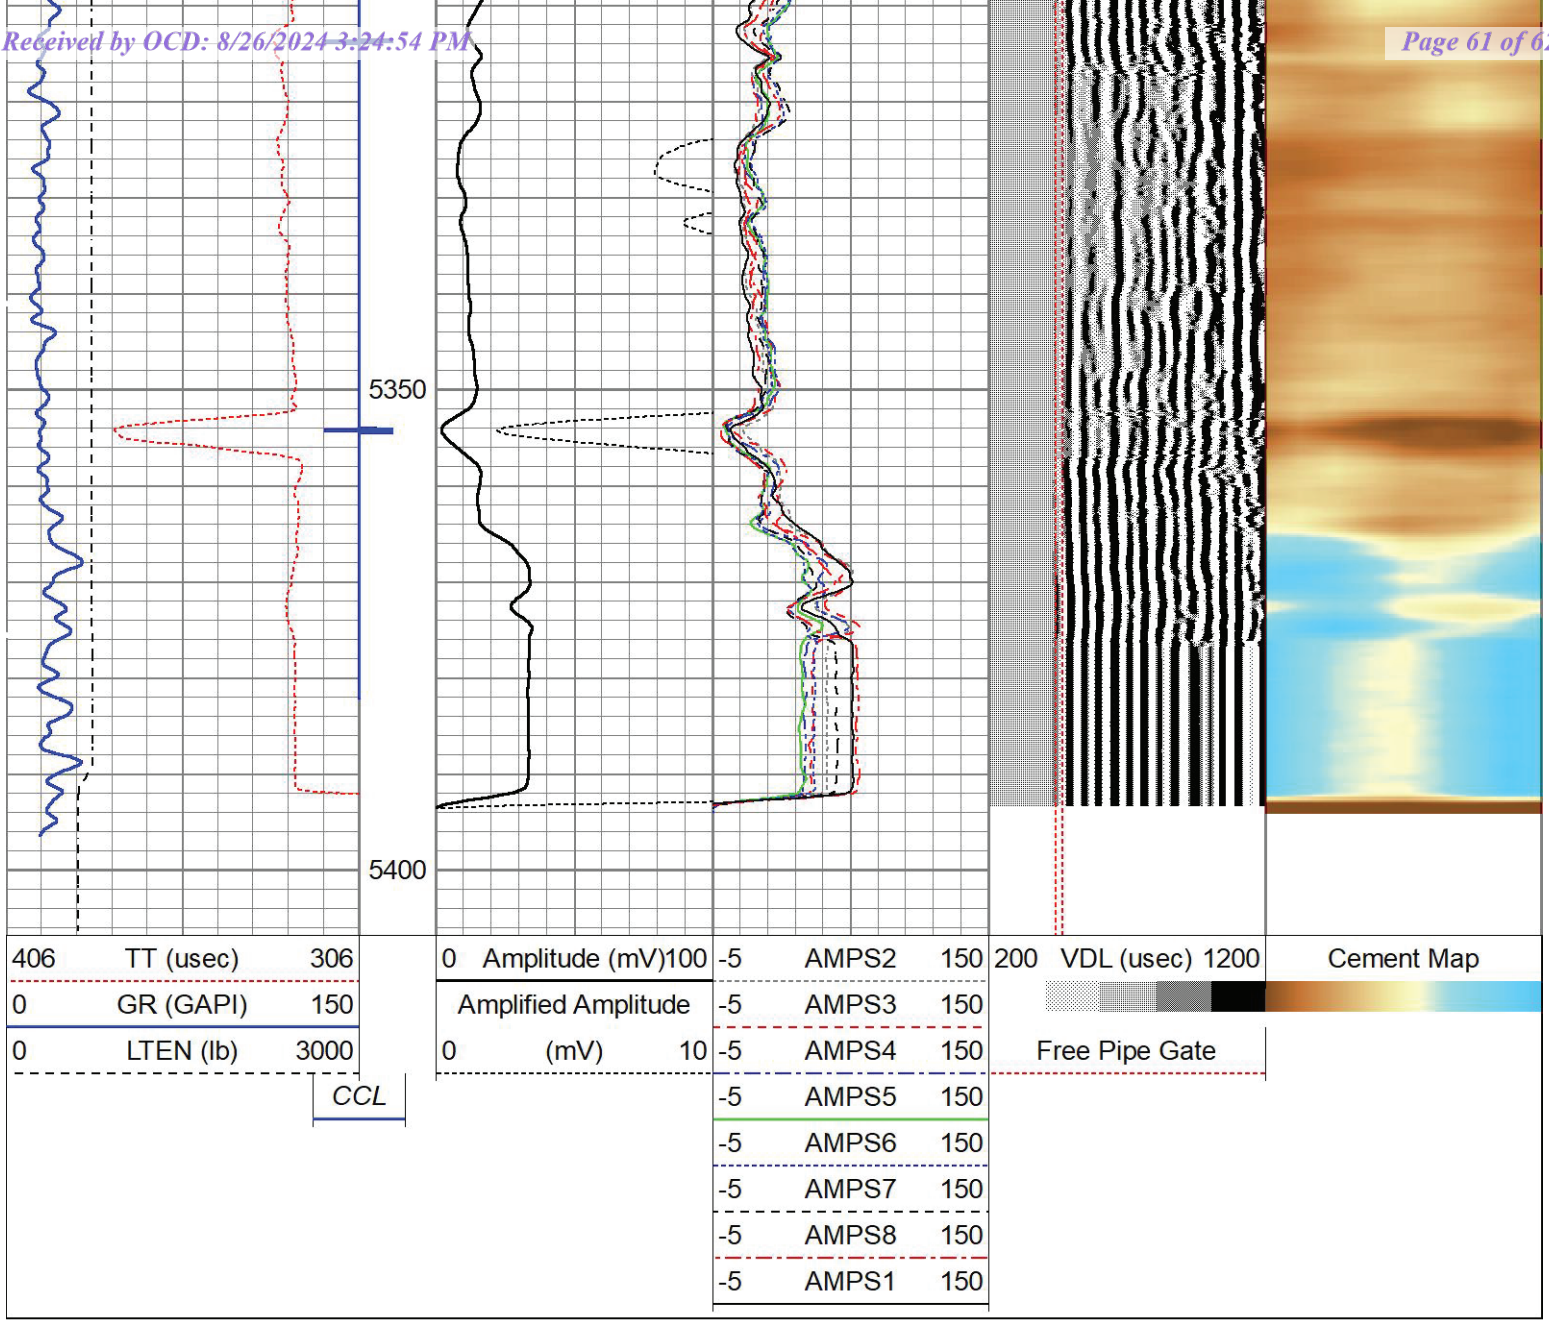 Received by OCD: 8/26/2024 3:24:54 PM
Page 61 of 62
5350
5400
406 TT (usec) 306
0 GR (GAPI) 150
0 LTEN (lb) 3000
CCL
0 Amplitude (mV)100
Amplified Amplitude
0 (mV) 10
-5 AMPS2 150
-5 AMPS3 150
-5 AMPS4 150
-5 AMPS5 150
-5 AMPS6 150
-5 AMPS7 150
-5 AMPS8 150
-5 AMPS1 150
200 VDL (usec) 1200
Free Pipe Gate
Cement Map